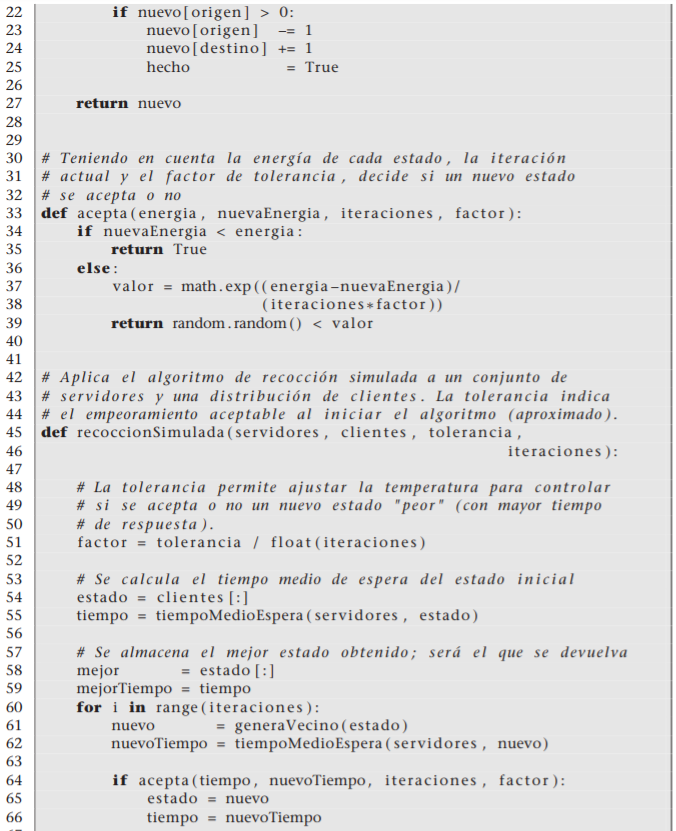 22 if nuevo[origen] > 0:
23 nuevo[origen] -= 1
24 nuevo[destino] += 1
25 hecho = True
26
27 return nuevo
28
29
30 # Teniendo en cuenta la energía de cada estado, la iteración
31 # actual y el factor de tolerancia, decide si un nuevo estado
32 # se acepta o no
33 def acepta(energia, nuevaEnergia, iteraciones, factor):
34 if nuevaEnergia < energia:
35 return True
36 else:
37 valor = math.exp((energia-nuevaEnergia)/
38 (iteraciones*factor))
39 return random.random() < valor
40
41
42 # Aplica el algoritmo de recocción simulada a un conjunto de
43 # servidores y una distribución de clientes. La tolerancia indica
44 # el empeoramiento aceptable al iniciar el algoritmo (aproximado).
45 def recoccionSimulada(servidores, clientes, tolerancia,
46 iteraciones):
47
48 # La tolerancia permite ajustar la temperatura para controlar
49 # si se acepta o no un nuevo estado "peor" (con mayor tiempo
50 # de respuesta).
51 factor = tolerancia / float(iteraciones)
52
53 # Se calcula el tiempo medio de espera del estado inicial
54 estado = clientes[:]
55 tiempo = tiempoMedioEspera(servidores, estado)
56
57 # Se almacena el mejor estado obtenido; será el que se devuelva
58 mejor = estado[:]
59 mejorTiempo = tiempo
60 for i in range(iteraciones):
61 nuevo = generaVecino(estado)
62 nuevoTiempo = tiempoMedioEspera(servidores, nuevo)
63
64 if acepta(tiempo, nuevoTiempo, iteraciones, factor):
65 estado = nuevo
66 tiempo = nuevoTiempo